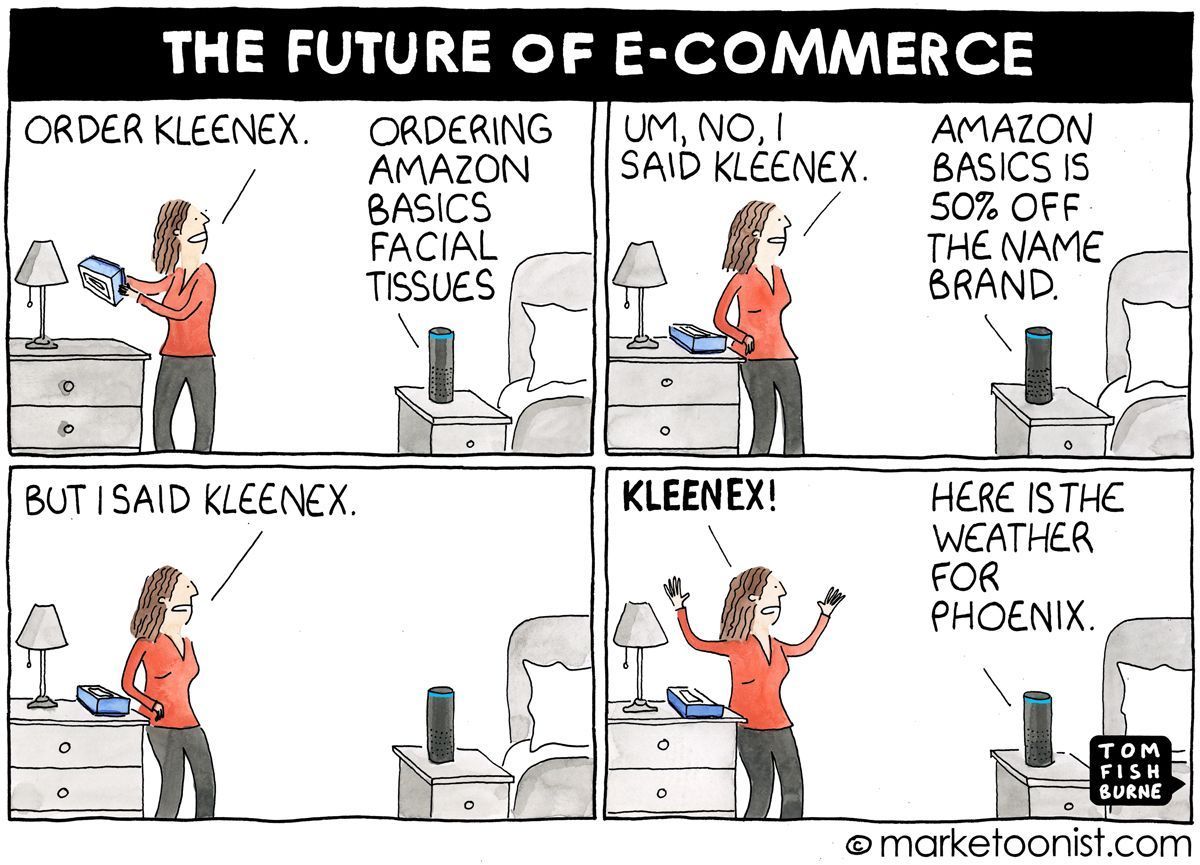 THE FUTURE OF E-COMMERCE
ORDER KLEENEX.
ORDERING
AMAZON
BASICS
FACIAL
TISSUES
UM, NO, I
SAID KLEENEX.
AMAZON
BASICS IS
50% OFF
THE NAME
BRAND.
BUT I SAID KLEENEX.
KLEENEX!
HERE IS THE
WEATHER
FOR
PHOENIX.
TOM
FISH
BURNE
© marketoonist.com